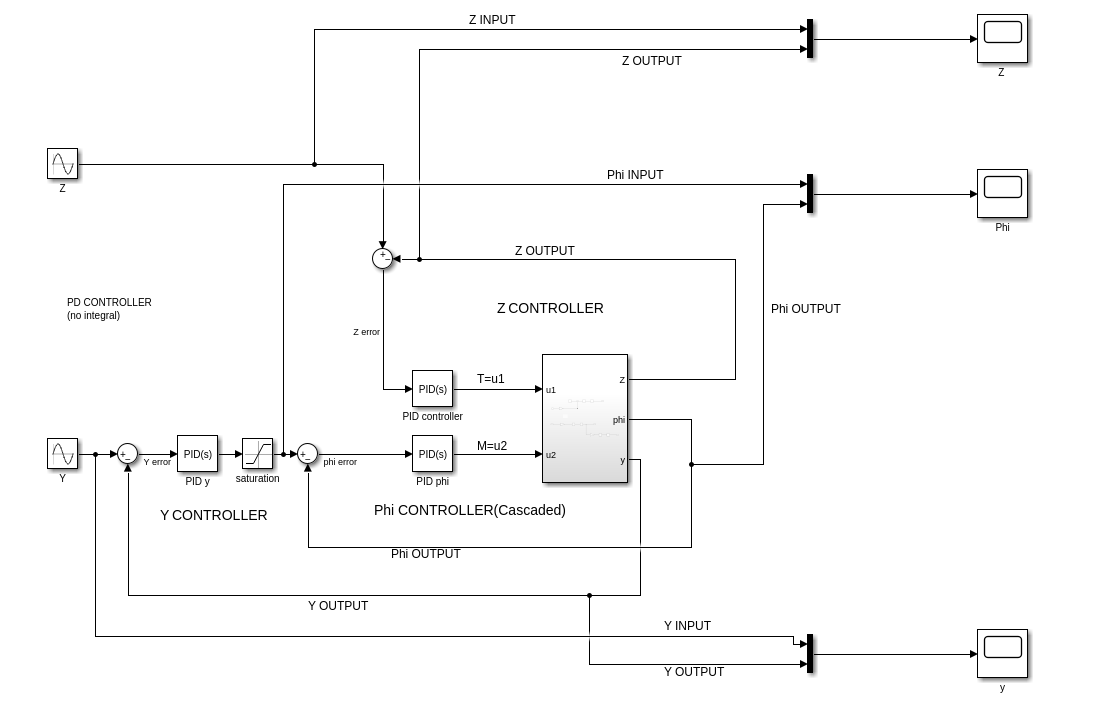 Z INPUT
Z OUTPUT
Z
Z
Phi INPUT
Phi
Z OUTPUT
PD CONTROLLER
(no integral)
Z CONTROLLER
Phi OUTPUT
Z error
T=u1
PID(s)
PID controller
u1
u2
Z
phi
y
Y
Y error
PID(s)
PID y
saturation
phi error
PID(s)
PID phi
M=u2
Y CONTROLLER
Phi CONTROLLER(Cascaded)
Phi OUTPUT
Y OUTPUT
Y INPUT
Y OUTPUT
y